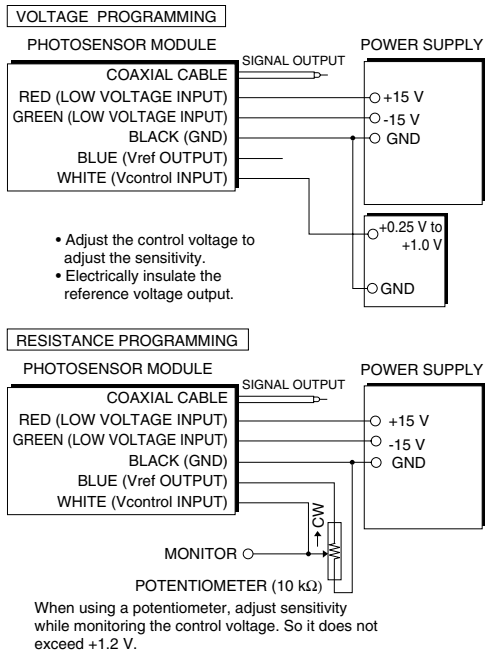 VOLTAGE PROGRAMMING
PHOTOSENSOR MODULE
POWER SUPPLY
SIGNAL OUTPUT
COAXIAL CABLE
RED (LOW VOLTAGE INPUT)
+15 V
GREEN (LOW VOLTAGE INPUT)
-15 V
BLACK (GND)
GND
BLUE (Vref OUTPUT)
WHITE (Vcontrol INPUT)
+0.25 V to
+1.0 V
GND
• Adjust the control voltage to
adjust the sensitivity.
• Electrically insulate the
reference voltage output.
RESISTANCE PROGRAMMING
PHOTOSENSOR MODULE
POWER SUPPLY
SIGNAL OUTPUT
COAXIAL CABLE
RED (LOW VOLTAGE INPUT)
+15 V
GREEN (LOW VOLTAGE INPUT)
-15 V
BLACK (GND)
GND
BLUE (Vref OUTPUT)
WHITE (Vcontrol INPUT)
CW
MONITOR
POTENTIOMETER (10 kΩ)
When using a potentiometer, adjust sensitivity
while monitoring the control voltage. So it does not
exceed +1.2 V.